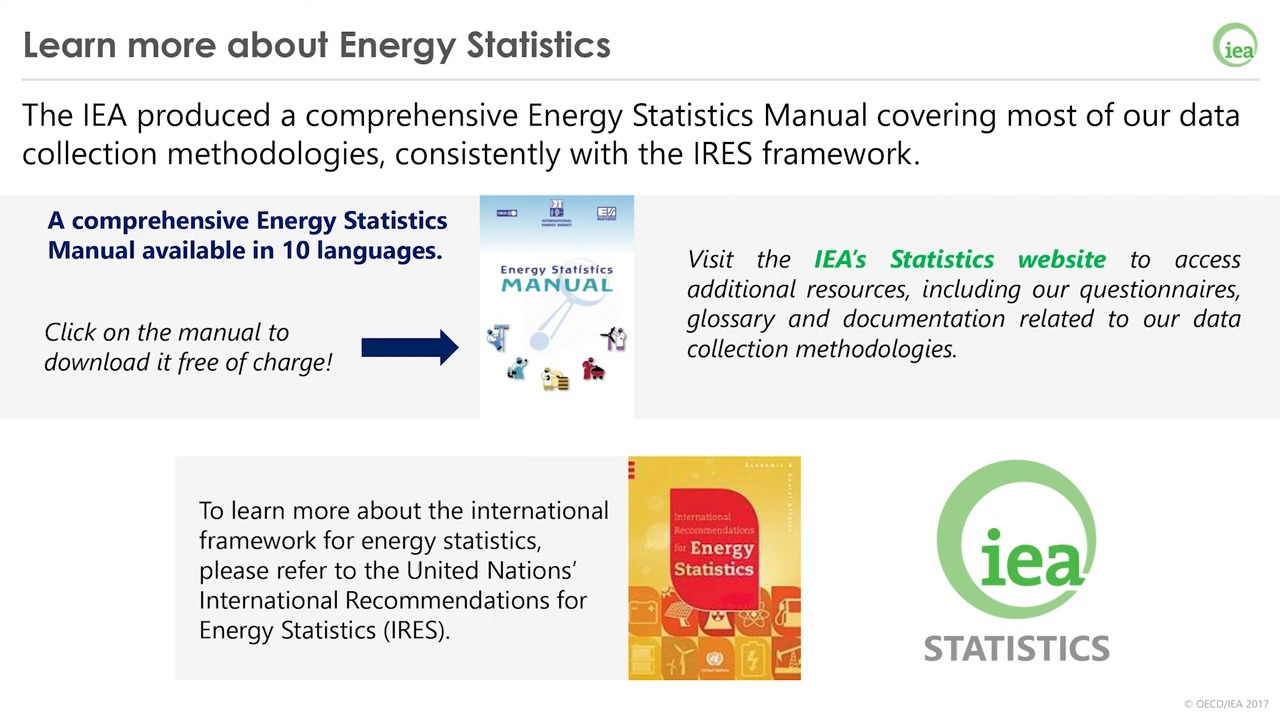 Learn more about Energy Statistics
iea
The IEA produced a comprehensive Energy Statistics Manual covering most of our data
collection methodologies, consistently with the IRES framework.
A comprehensive Energy Statistics
Manual available in 10 languages.
Click on the manual to
download it free of charge!
INTERNATIONAL
ENERGY AGENCY
Energy Statistics
MANUAL
Visit the IEA’s Statistics website to access
additional resources, including our questionnaires,
glossary and documentation related to our data
collection methodologies.
To learn more about the international
framework for energy statistics,
please refer to the United Nations’
International Recommendations for
Energy Statistics (IRES).
Economic &
Social Affairs
International
Recommendations
for Energy
Statistics
United Nations
iea
STATISTICS
© OECD/IEA 2017